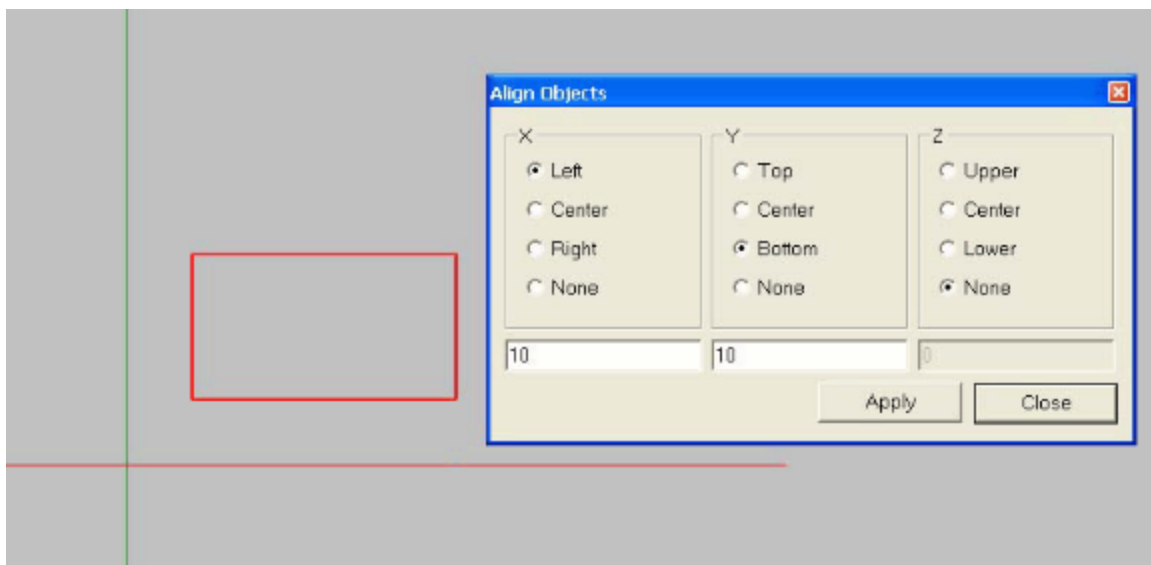 Align Objects
X
Y
Z
Left
Top
Upper
Center
Center
Center
Right
Bottom
Lower
None
None
None
10
10
0
Apply
Close